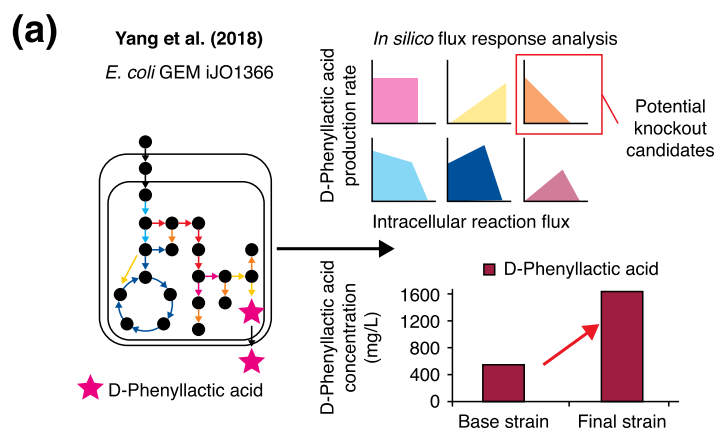 (a)
Yang et al. (2018)
E. coli GEM iJO1366
D-Phenyllactic acid
In silico flux response analysis
D-Phenyllactic acid
production rate
Potential
knockout
candidates
Intracellular reaction flux
D-Phenyllactic acid
D-Phenyllactic acid
concentration
(mg/L)
1600
1200
800
400
0
Base strain
Final strain